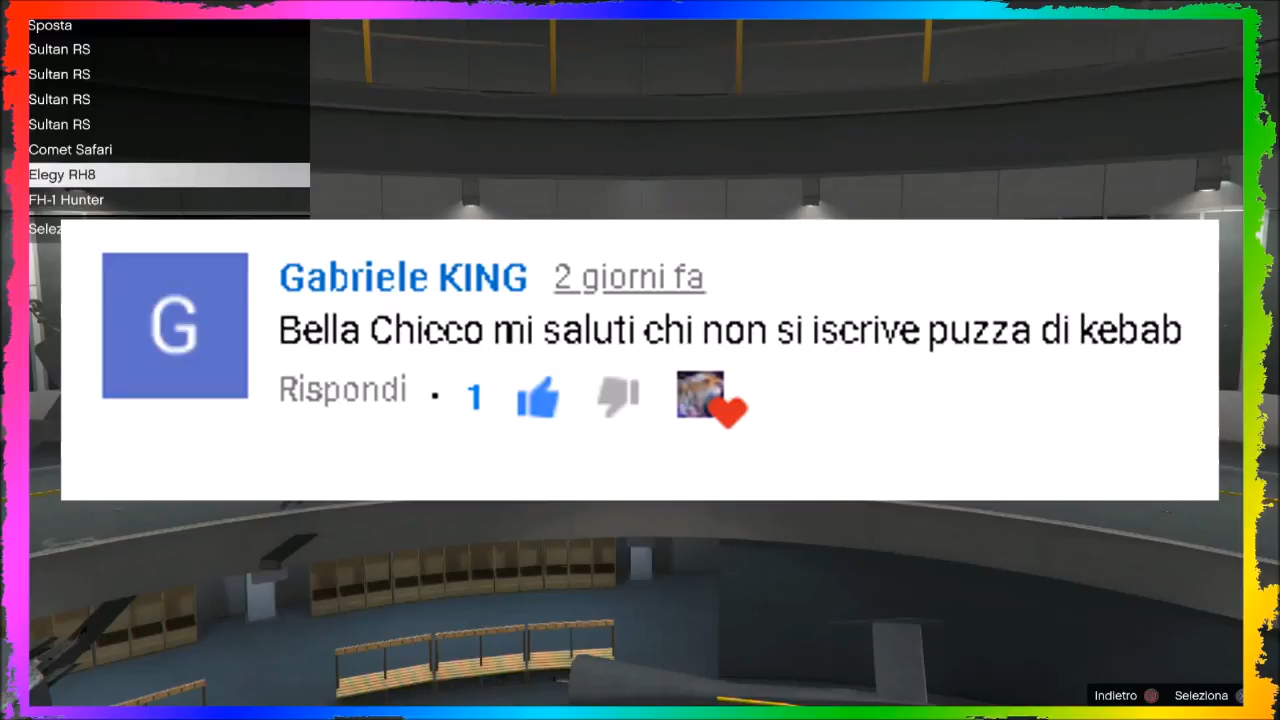 Sposta
Sultan RS
Sultan RS
Sultan RS
Sultan RS
Comet Safari
Elegy RH8
FH-1 Hunter
Selez
G
Gabriele KING 2 giorni fa
Bella Chicco mi saluti chi non si iscrive puzza di kebab
Rispondi • 1
Indietro Seleziona